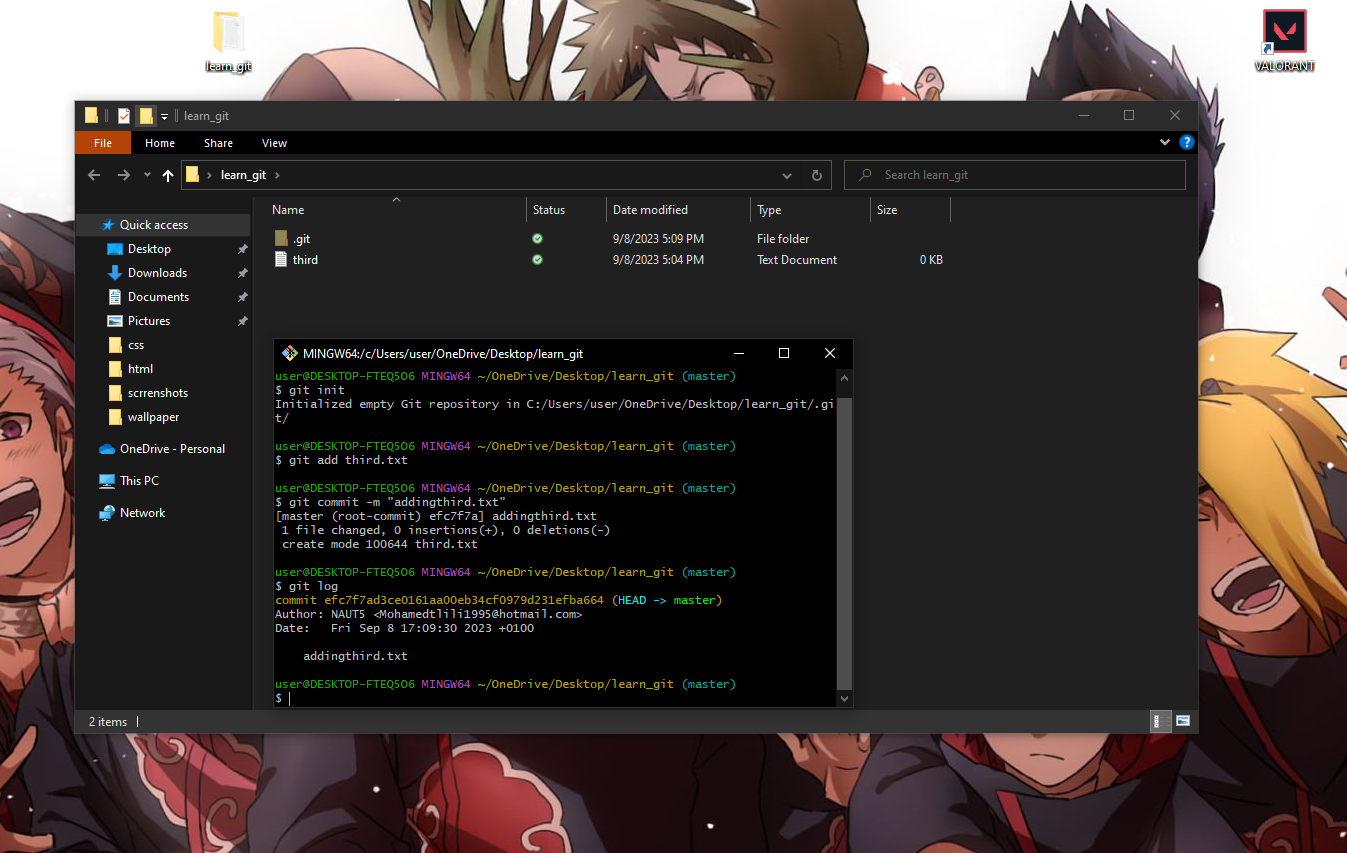 learn_git
VALORANT
learn_git
File Home Share View
?
learn_git
Search learn_git
Name Status Date modified Type Size
.git 9/8/2023 5:09 PM File folder
third 9/8/2023 5:04 PM Text Document 0 KB
Quick access
Desktop
Downloads
Documents
Pictures
css
html
scrrenshots
wallpaper
OneDrive - Personal
This PC
Network
MINGW64:/c/Users/user/OneDrive/Desktop/learn_git
user@DESKTOP-FTEQ5O6 MINGW64 ~/OneDrive/Desktop/learn_git (master)
$ git init
Initialized empty Git repository in C:/Users/user/OneDrive/Desktop/learn_git/.gi
t/
user@DESKTOP-FTEQ5O6 MINGW64 ~/OneDrive/Desktop/learn_git (master)
$ git add third.txt
user@DESKTOP-FTEQ5O6 MINGW64 ~/OneDrive/Desktop/learn_git (master)
$ git commit -m "addingthird.txt"
[master (root-commit) efc7f7a] addingthird.txt
 1 file changed, 0 insertions(+), 0 deletions(-)
 create mode 100644 third.txt
user@DESKTOP-FTEQ5O6 MINGW64 ~/OneDrive/Desktop/learn_git (master)
$ git log
commit efc7f7ad3ce0161aa00eb34cf0979d231efba664 (HEAD -> master)
Author: NAUT5 <Mohamedtlili1995@hotmail.com>
Date:   Fri Sep 8 17:09:30 2023 +0100
    addingthird.txt
user@DESKTOP-FTEQ5O6 MINGW64 ~/OneDrive/Desktop/learn_git (master)
$
2 items